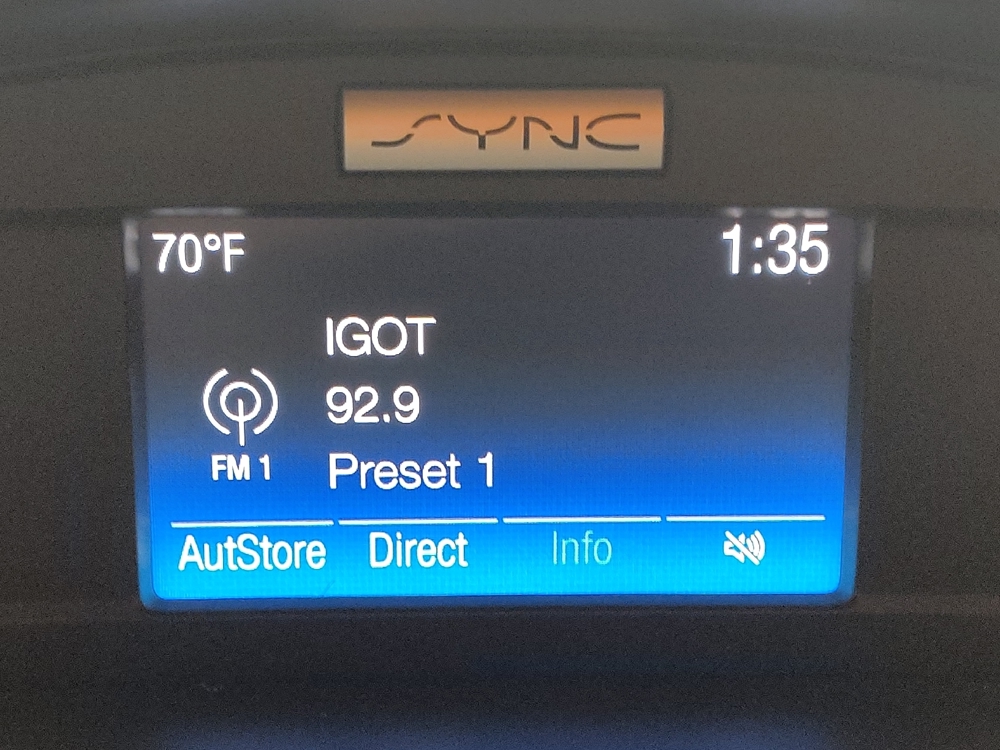 SYNC
70°F 1:35
IGOT
92.9
FM 1
Preset 1
AutStore Direct Info